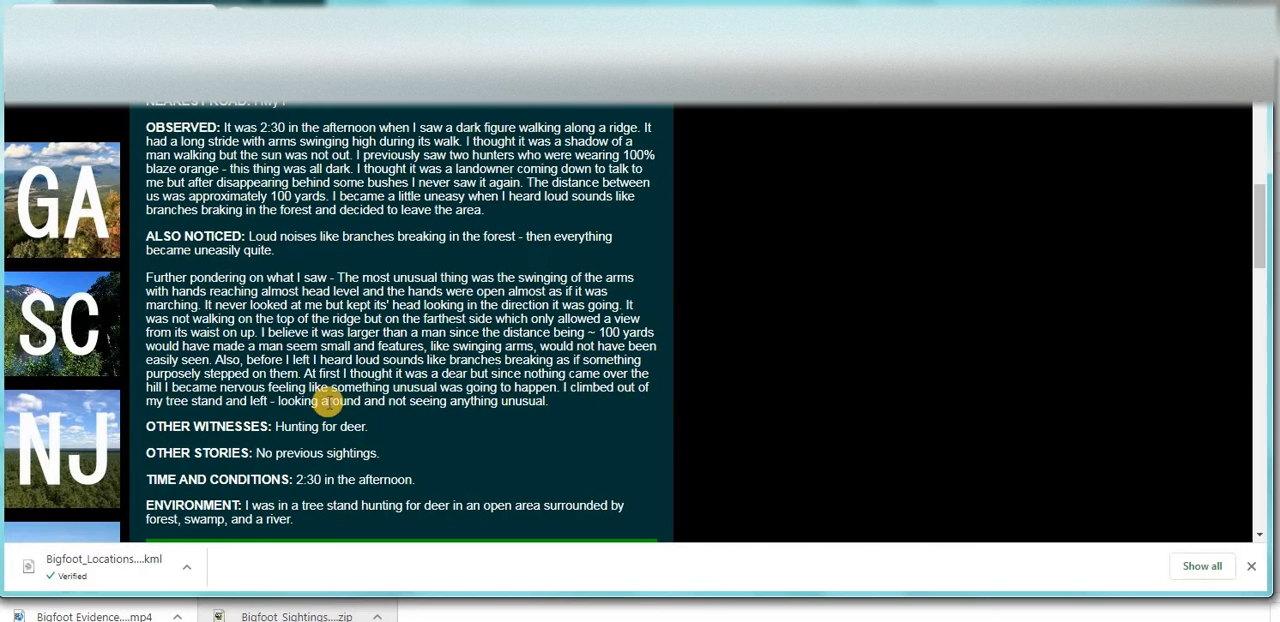 OBSERVED: It was 2:30 in the afternoon when I saw a dark figure walking along a ridge. It
had a long stride with arms swinging high during its walk. I thought it was a shadow of a
man walking but the sun was not out. I previously saw two hunters who were wearing 100%
blaze orange - this thing was all dark. I thought it was a landowner coming down to talk to
me but after disappearing behind some bushes I never saw it again. The distance between
us was approximately 100 yards. I became a little uneasy when I heard loud sounds like
branches braking in the forest and decided to leave the area.
ALSO NOTICED: Loud noises like branches breaking in the forest - then everything
became uneasily quite.
Further pondering on what I saw - The most unusual thing was the swinging of the arms
with hands reaching almost head level and the hands were open almost as if it was
marching. It never looked at me but kept its' head looking in the direction it was going. It
was not walking on the top of the ridge but on the farthest side which only allowed a view
from its waist on up. I believe it was larger than a man since the distance being ~ 100 yards
would have made a man seem small and features, like swinging arms, would not have been
easily seen. Also, before I left I heard loud sounds like branches breaking as if something
purposely stepped on them. At first I thought it was a dear but since nothing came over the
hill I became nervous feeling like something unusual was going to happen. I climbed out of
my tree stand and left - looking around and not seeing anything unusual.
OTHER WITNESSES: Hunting for deer.
OTHER STORIES: No previous sightings.
TIME AND CONDITIONS: 2:30 in the afternoon.
ENVIRONMENT: I was in a tree stand hunting for deer in an open area surrounded by
forest, swamp, and a river.
GA
SC
NJ
Bigfoot_Locations....kml
Verified
Show all
Bigfoot Evidence....mp4
Bigfoot_Sightings....zip